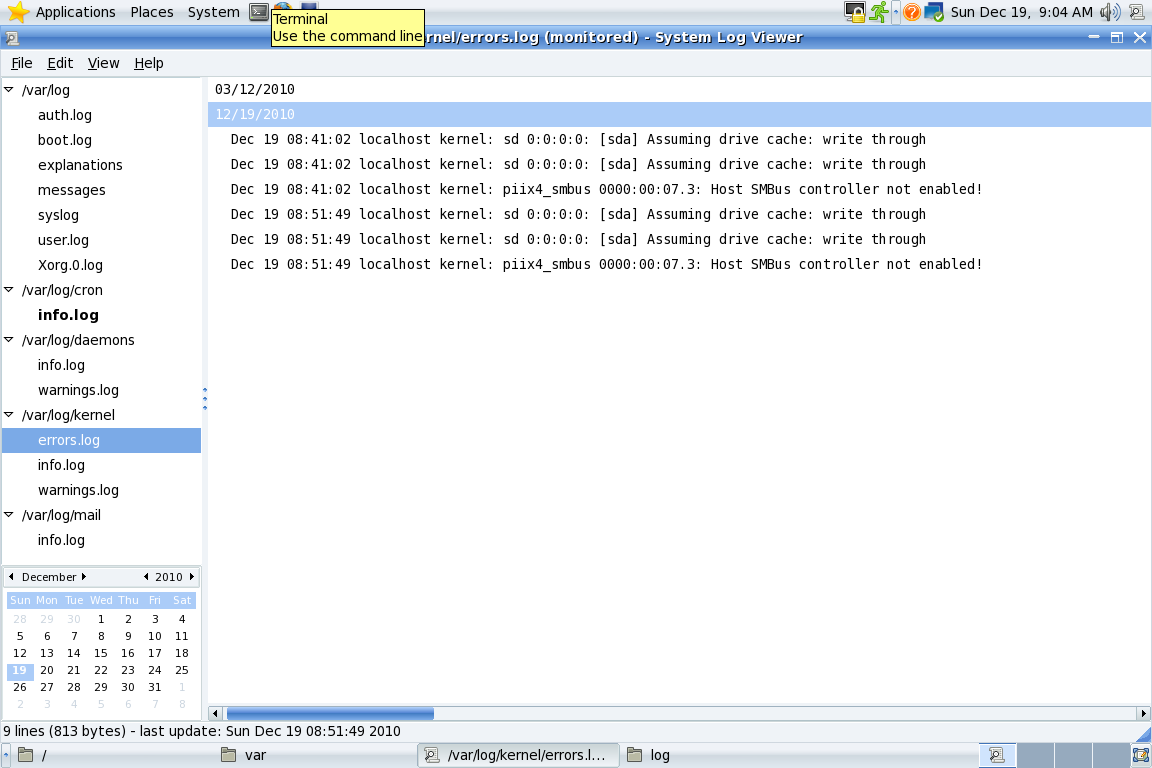 Applications Places System Sun Dec 19, 9:04 AM
Terminal
Use the command line
rnel/errors.log (monitored) - System Log Viewer
File Edit View Help
/var/log
auth.log
boot.log
explanations
messages
syslog
user.log
Xorg.0.log
/var/log/cron
info.log
/var/log/daemons
info.log
warnings.log
/var/log/kernel
errors.log
info.log
warnings.log
/var/log/mail
info.log
December 2010
Sun Mon Tue Wed Thu Fri Sat
28 29 30 1 2 3 4
5 6 7 8 9 10 11
12 13 14 15 16 17 18
19 20 21 22 23 24 25
26 27 28 29 30 31 1
2 3 4 5 6 7 8
03/12/2010
12/19/2010
Dec 19 08:41:02 localhost kernel: sd 0:0:0:0: [sda] Assuming drive cache: write through
Dec 19 08:41:02 localhost kernel: sd 0:0:0:0: [sda] Assuming drive cache: write through
Dec 19 08:41:02 localhost kernel: piix4_smbus 0000:00:07.3: Host SMBus controller not enabled!
Dec 19 08:51:49 localhost kernel: sd 0:0:0:0: [sda] Assuming drive cache: write through
Dec 19 08:51:49 localhost kernel: sd 0:0:0:0: [sda] Assuming drive cache: write through
Dec 19 08:51:49 localhost kernel: piix4_smbus 0000:00:07.3: Host SMBus controller not enabled!
9 lines (813 bytes) - last update: Sun Dec 19 08:51:49 2010
/ var /var/log/kernel/errors.l... log